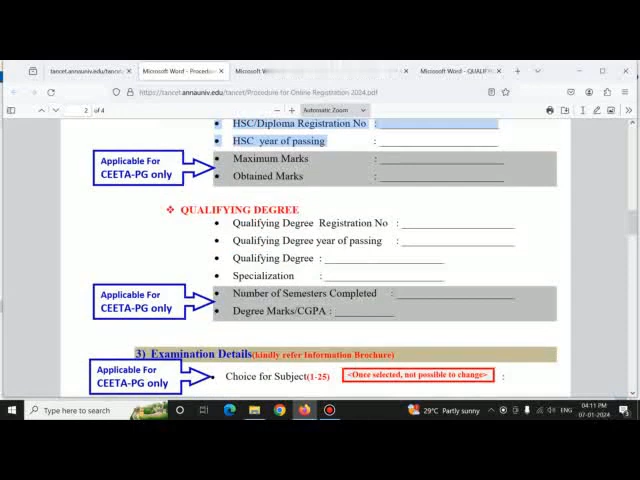 tancet.annauniv.edu/tancet/annau
Microsoft Word - Procedure
Microsoft Word
Microsoft Word - QUALIFY
https://tancet.annauniv.edu/tancet/Procedure for Online Registration 2024.pdf
2 of 4
Automatic Zoom
• HSC/Diploma Registration No :
• HSC year of passing :
Applicable For
CEETA-PG only
• Maximum Marks :
• Obtained Marks :
❖ QUALIFYING DEGREE
• Qualifying Degree Registration No :
• Qualifying Degree year of passing :
• Qualifying Degree :
• Specialization :
Applicable For
CEETA-PG only
• Number of Semesters Completed :
• Degree Marks/CGPA :
3) Examination Details(kindly refer Information Brochure)
Applicable For
CEETA-PG only
• Choice for Subject(1-25) <Once selected, not possible to change> :
Type here to search
29°C Partly sunny
ENG
04:11 PM
07-01-2024